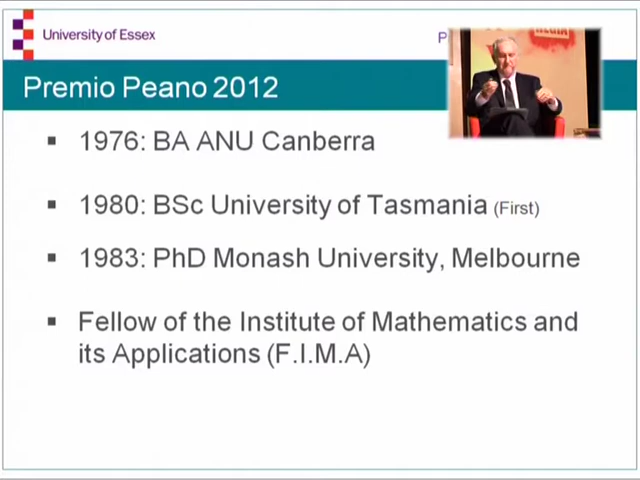 University of Essex
P
Premio Peano 2012
▪ 1976: BA ANU Canberra
▪ 1980: BSc University of Tasmania (First)
▪ 1983: PhD Monash University, Melbourne
▪ Fellow of the Institute of Mathematics and
its Applications (F.I.M.A)